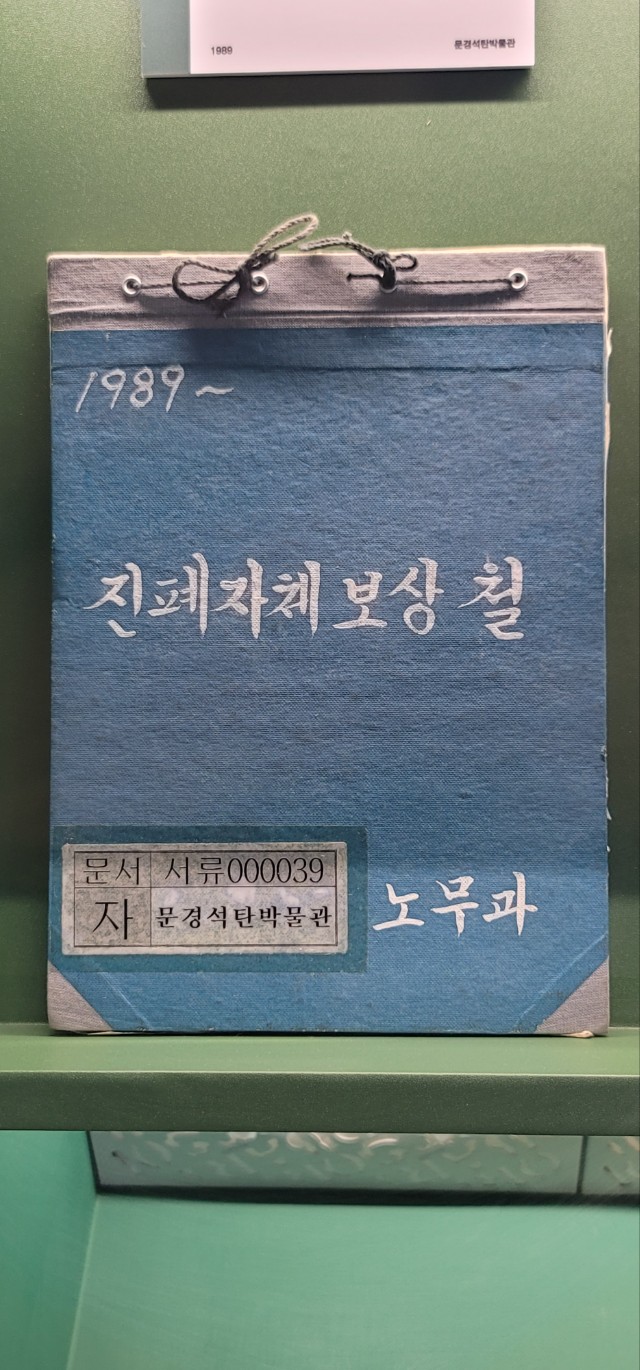 1989
문경석탄박물관
1989~
진폐자체보상 철
문서 서류000039
자 문경석탄박물관
노무과